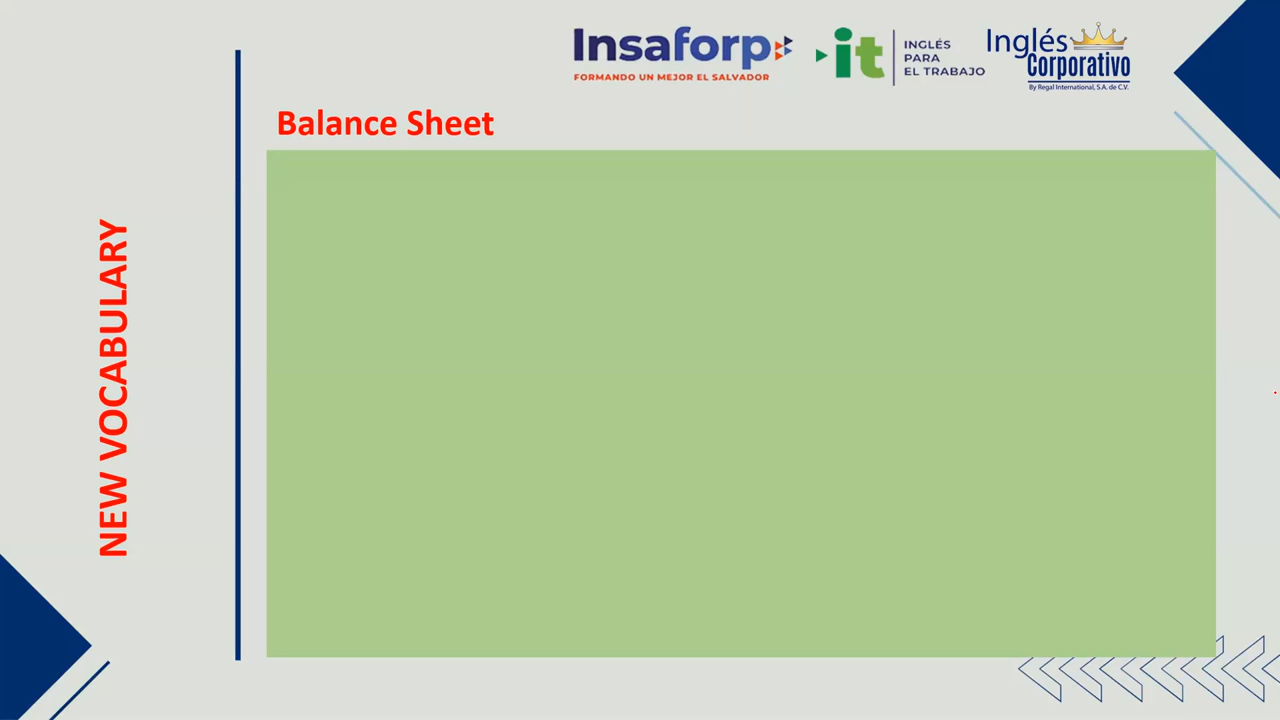 Insaforp
FORMANDO UN MEJOR EL SALVADOR
it
INGLÉS
PARA
EL TRABAJO
Inglés
Corporativo
By Regal International, S.A. de C.V.
Balance Sheet
NEW VOCABULARY